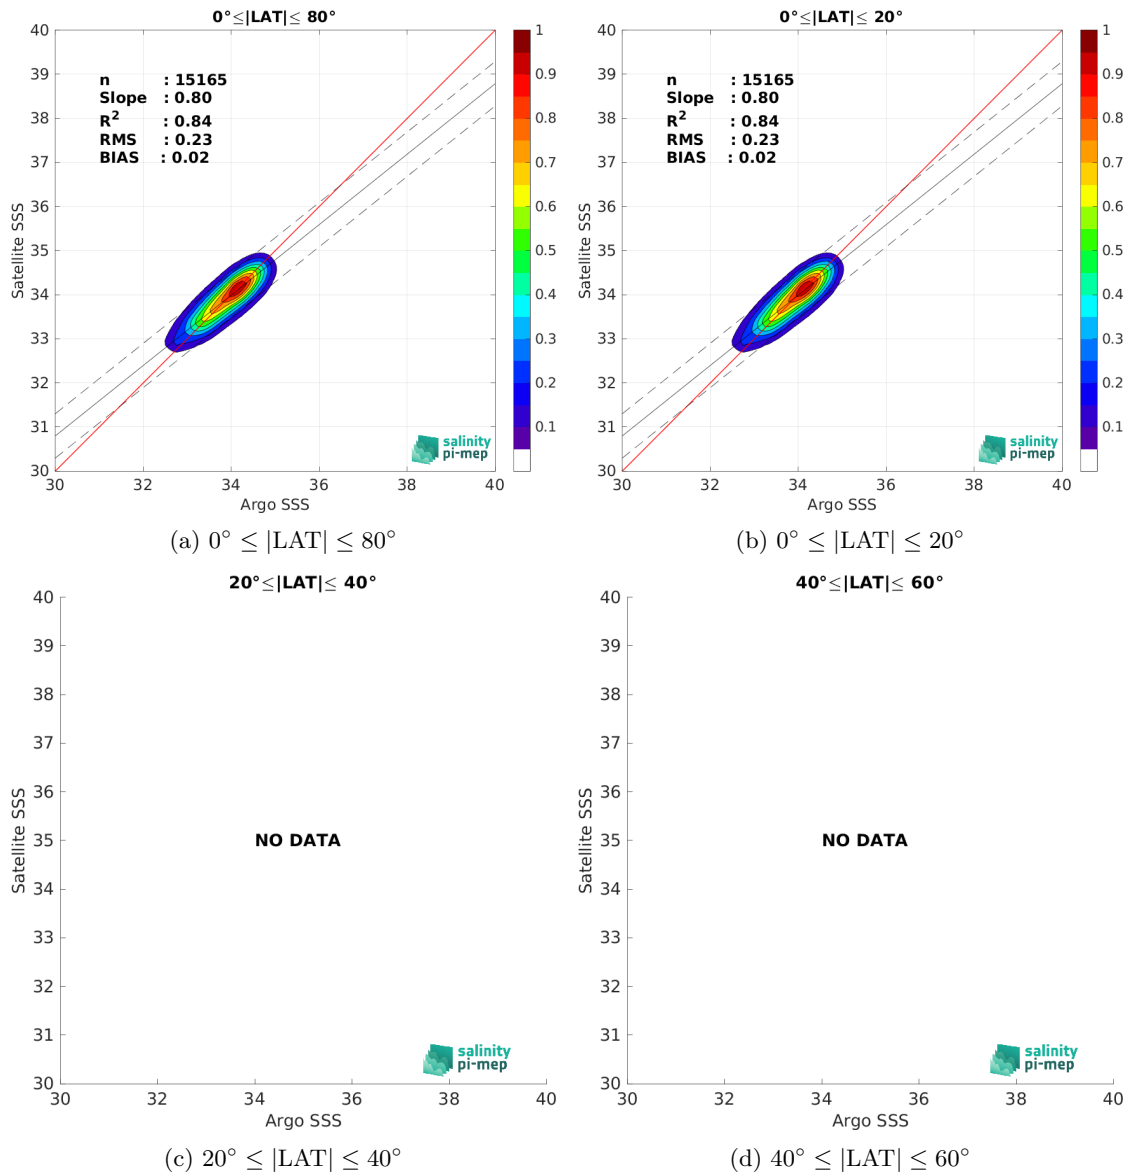 0°≤|LAT|≤ 80°
40
39
38
37
36
35
34
33
32
31
30
30
32
34
36
38
40
Satellite SSS
Argo SSS
n : 15165
Slope : 0.80
R² : 0.84
RMS : 0.23
BIAS : 0.02
1
0.9
0.8
0.7
0.6
0.5
0.4
0.3
0.2
0.1
salinity
pi-mep
(a) 0° ≤ |LAT| ≤ 80°
0°≤|LAT|≤ 20°
40
39
38
37
36
35
34
33
32
31
30
30
32
34
36
38
40
Satellite SSS
Argo SSS
n : 15165
Slope : 0.80
R² : 0.84
RMS : 0.23
BIAS : 0.02
1
0.9
0.8
0.7
0.6
0.5
0.4
0.3
0.2
0.1
salinity
pi-mep
(b) 0° ≤ |LAT| ≤ 20°
20°≤|LAT|≤ 40°
40
39
38
37
36
35
34
33
32
31
30
30
32
34
36
38
40
Satellite SSS
Argo SSS
NO DATA
salinity
pi-mep
(c) 20° ≤ |LAT| ≤ 40°
40°≤|LAT|≤ 60°
40
39
38
37
36
35
34
33
32
31
30
30
32
34
36
38
40
Satellite SSS
Argo SSS
NO DATA
salinity
pi-mep
(d) 40° ≤ |LAT| ≤ 60°